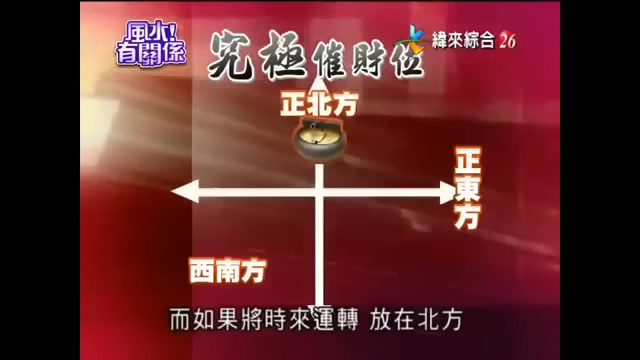 風水!
有關係
究極催財位
緯來綜合 26
正北方
正東方
西南方
而如果將時來運轉 放在北方